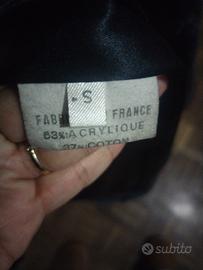 -S
FABR FRANCE
63% ACRYLIQUE
37% COTON
subito